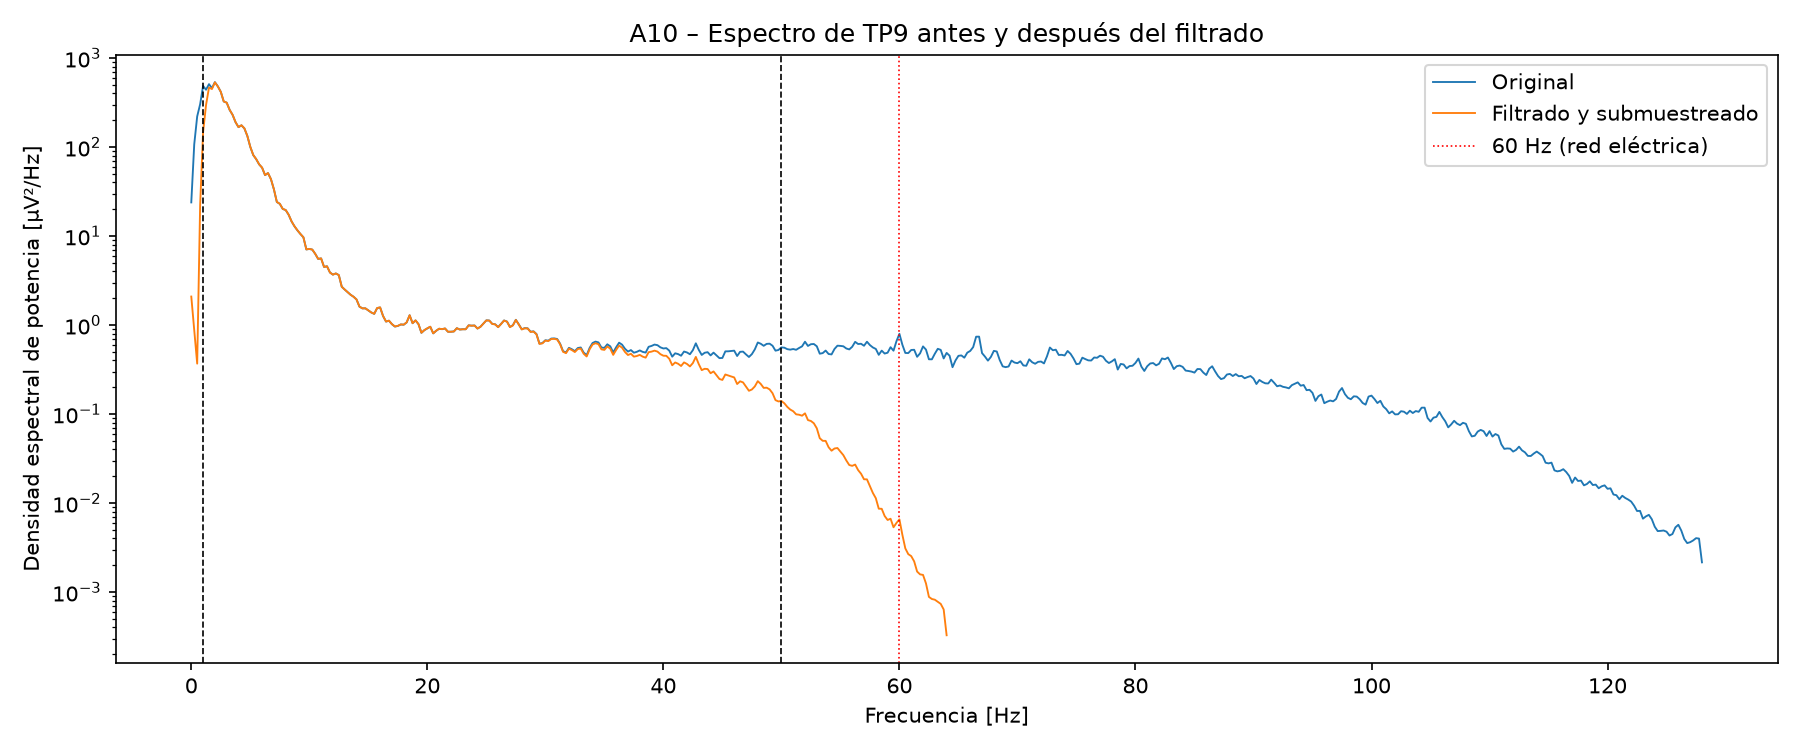 A10 – Espectro de TP9 antes y después del filtrado
Original
Filtrado y submuestreado
60 Hz (red eléctrica)
Densidad espectral de potencia [µV²/Hz]
10³
10²
10¹
10⁰
10⁻¹
10⁻²
10⁻³
0 20 40 60 80 100 120
Frecuencia [Hz]